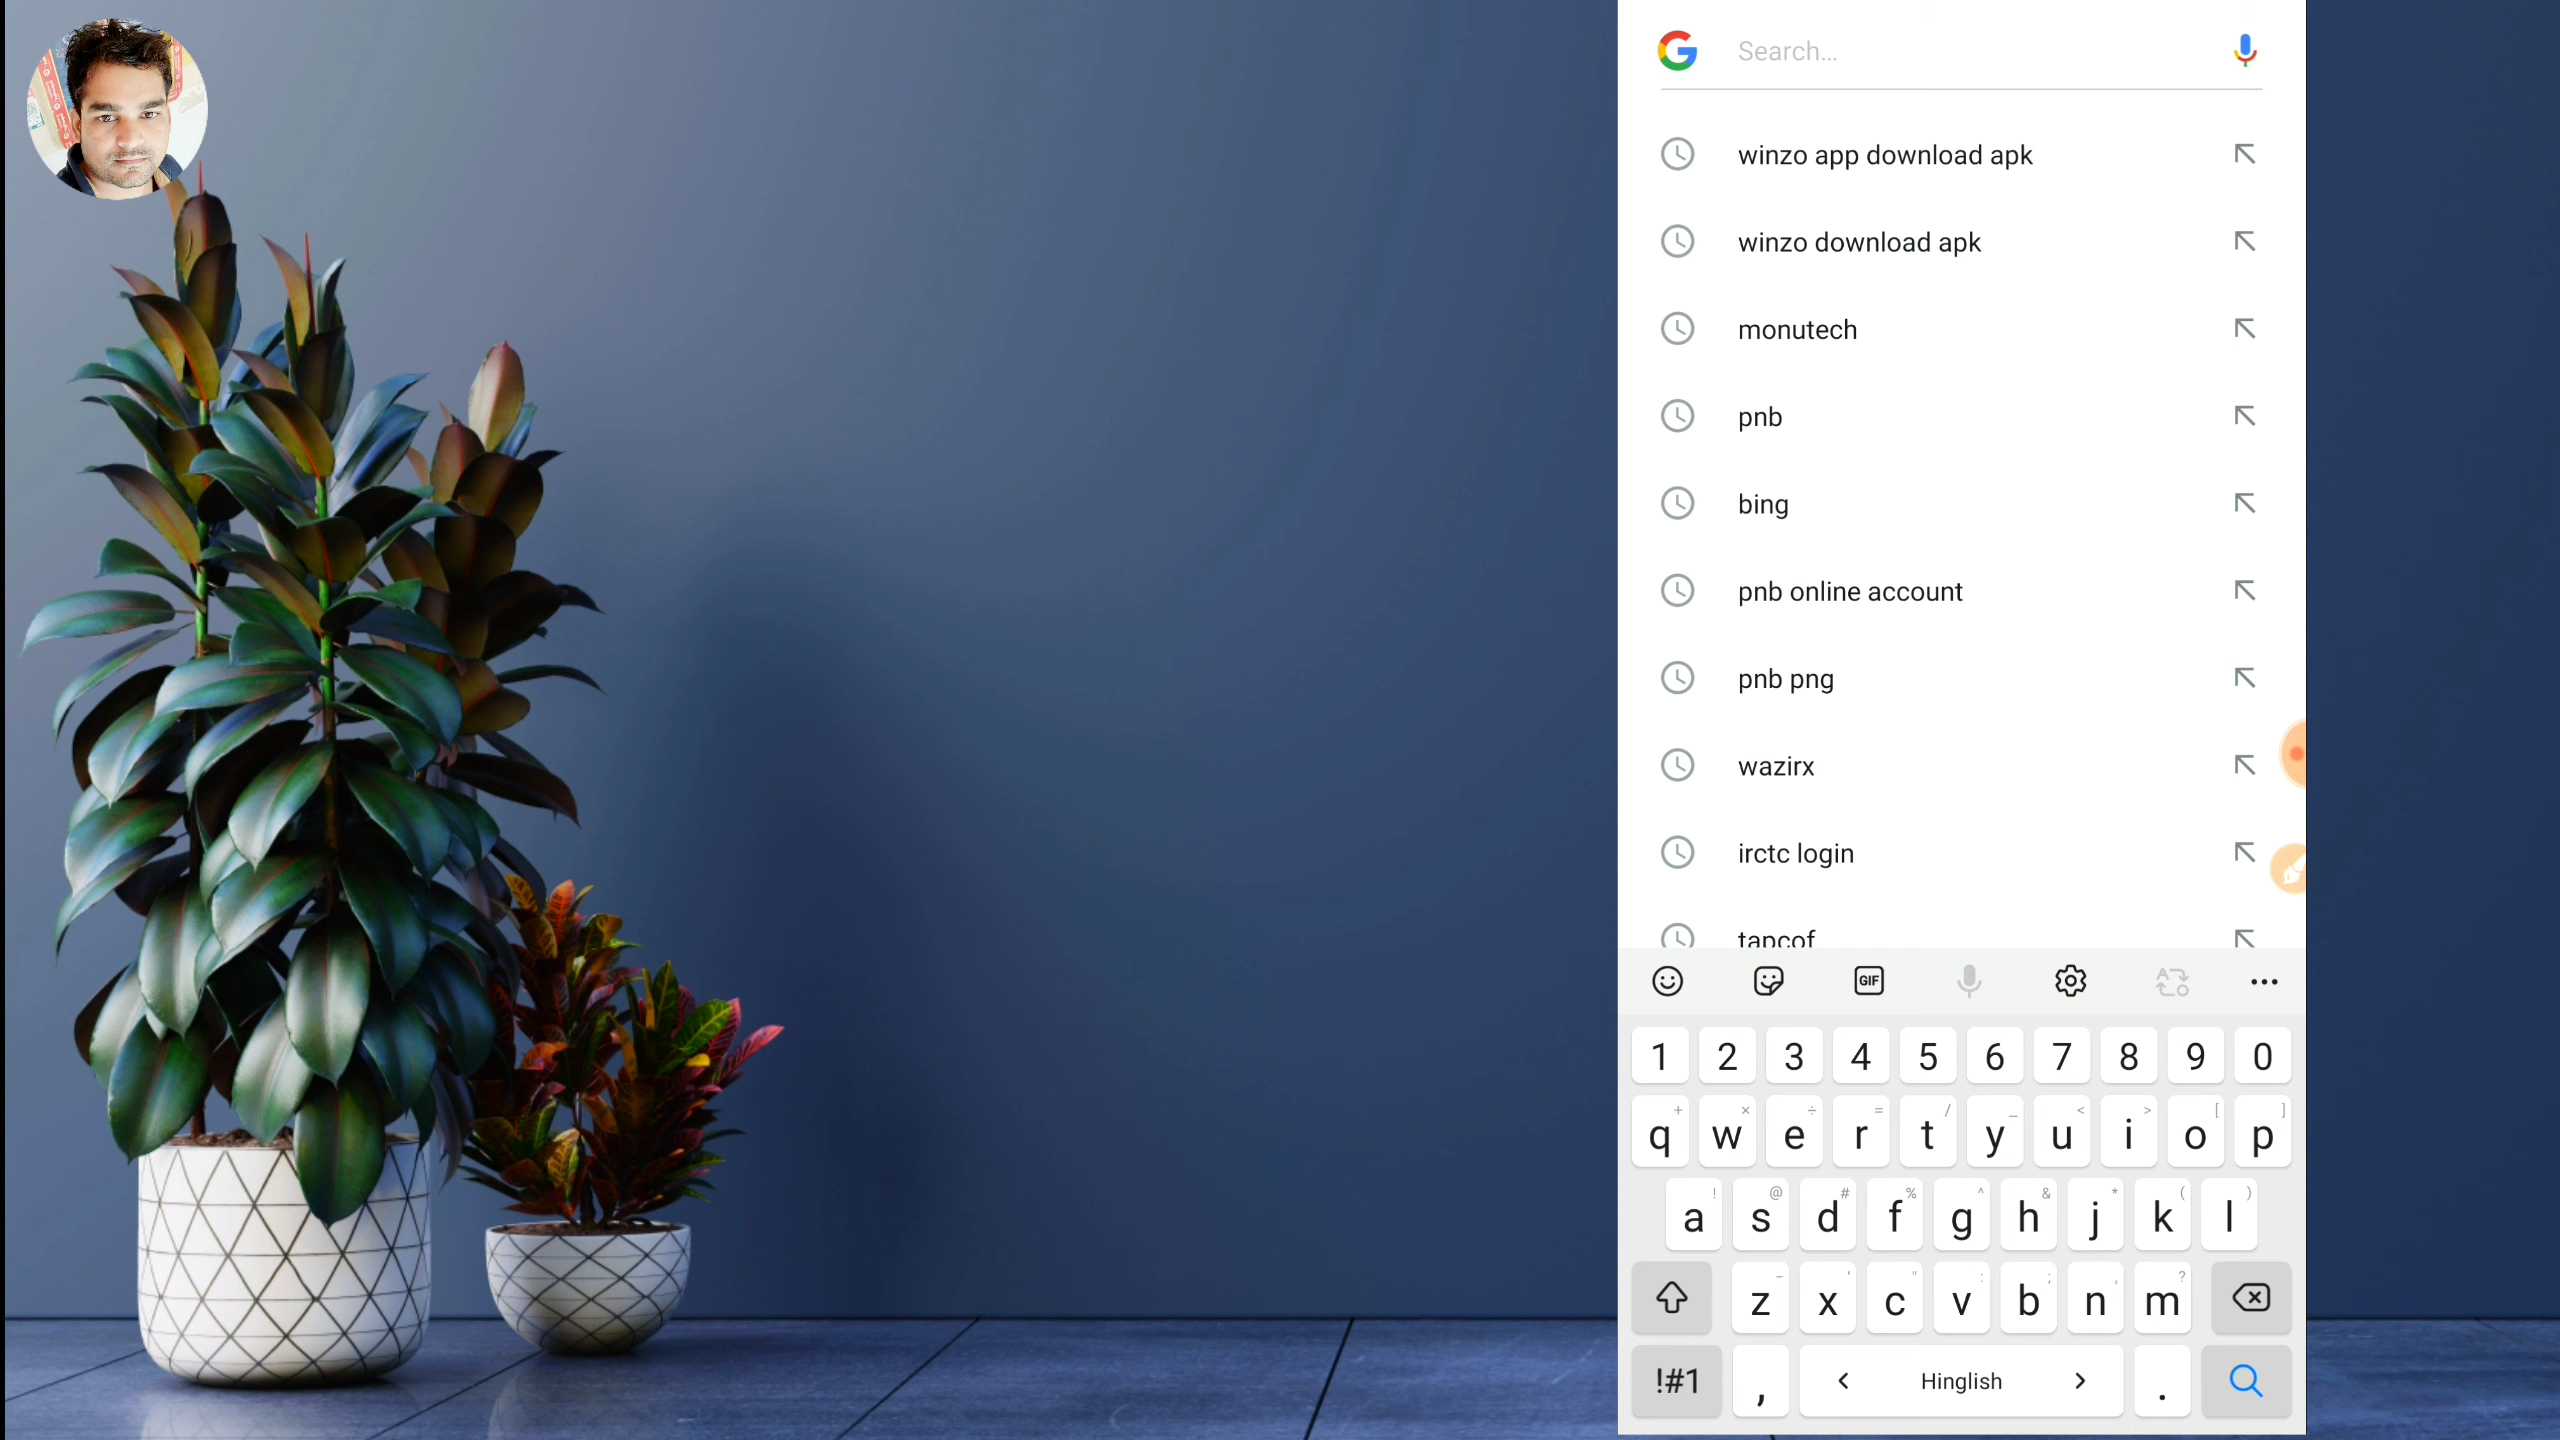 Search...
winzo app download apk
winzo download apk
monutech
pnb
bing
pnb online account
pnb png
wazirx
irctc login
tapcof
GIF
1 2 3 4 5 6 7 8 9 0
+ × ÷ = / _ < > [ ]
q w e r t y u i o p
! @ # % ^ & * ( )
a s d f g h j k l
- ' " : ; , ?
z x c v b n m
!#1 , < Hinglish > .